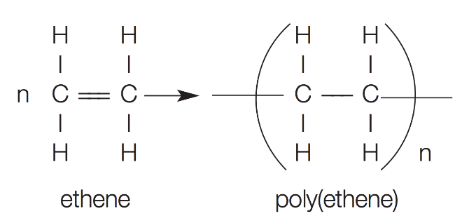 H H H H
n C C C C
H H H H n
ethene poly(ethene)